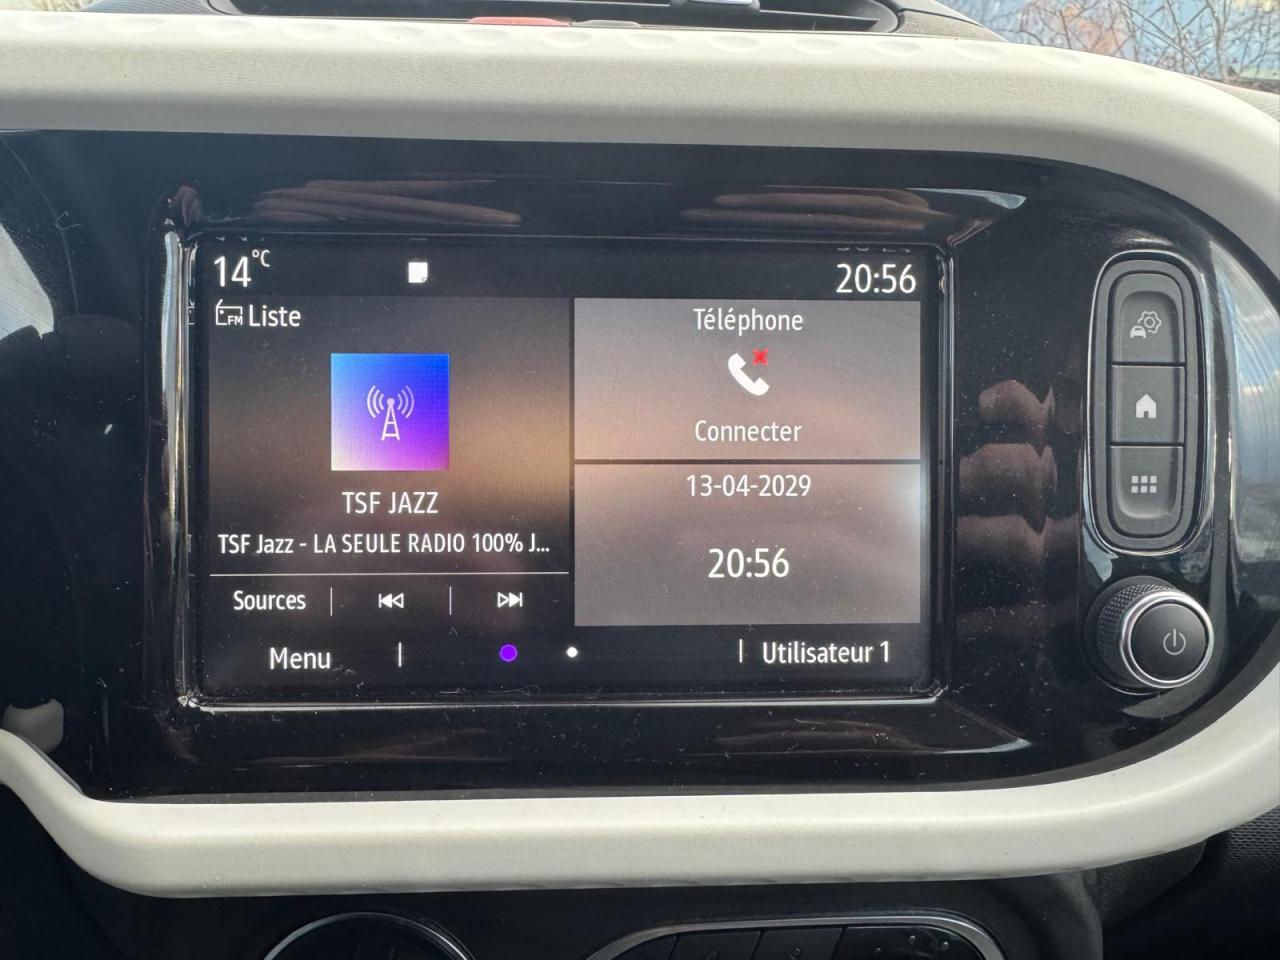 14°C
20:56
FM Liste
TSF JAZZ
TSF Jazz - LA SEULE RADIO 100% J...
Sources
Téléphone
Connecter
13-04-2029
20:56
Menu
Utilisateur 1